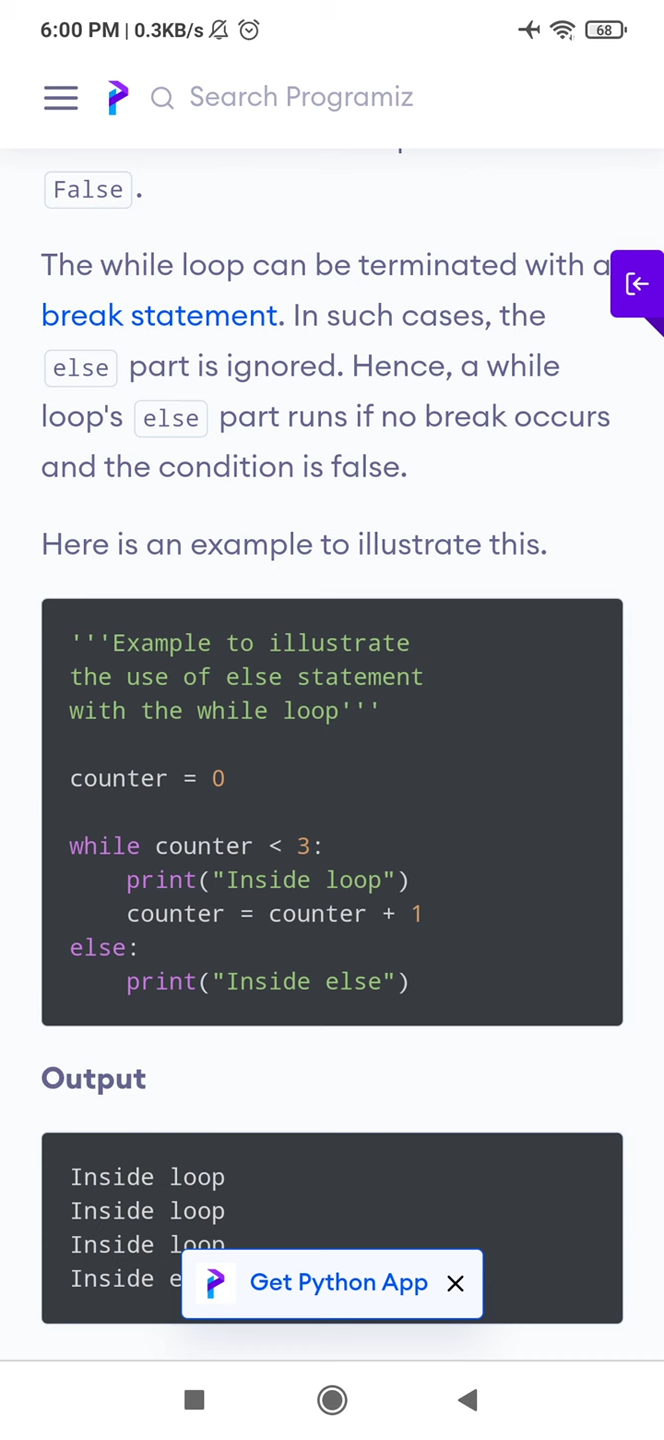 6:00 PM | 0.3KB/s
68
Search Programiz
False .
The while loop can be terminated with a
break statement. In such cases, the
else part is ignored. Hence, a while
loop's else part runs if no break occurs
and the condition is false.
Here is an example to illustrate this.
'''Example to illustrate
the use of else statement
with the while loop'''
counter = 0
while counter < 3:
    print("Inside loop")
    counter = counter + 1
else:
    print("Inside else")
Output
Inside loop
Inside loop
Inside loop
Inside e
Get Python App